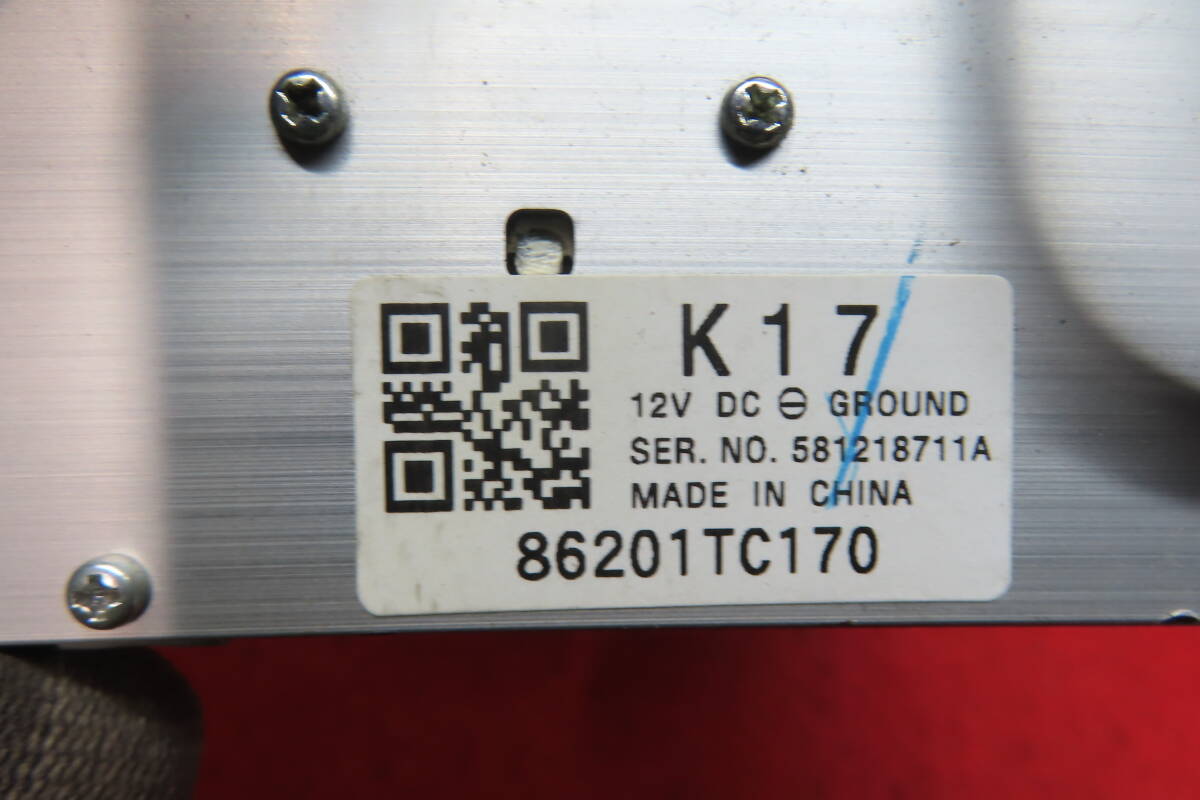 K17
12V DC ⊖ GROUND
SER. NO. 581218711A
MADE IN CHINA
86201TC170